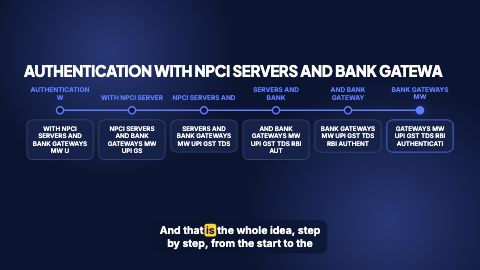 AUTHENTICATION WITH NPCI SERVERS AND BANK GATEWA
AUTHENTICATION
W
WITH NPCI SERVER
NPCI SERVERS AND
SERVERS AND
BANK
AND BANK
GATEWAY
BANK GATEWAYS
MW
WITH NPCI
SERVERS AND
BANK GATEWAYS
MW U
NPCI SERVERS
AND BANK
GATEWAYS MW
UPI GS
SERVERS AND
BANK GATEWAYS
MW UPI GST TDS
AND BANK
GATEWAYS MW
UPI GST TDS RBI
AUT
BANK GATEWAYS
MW UPI GST TDS
RBI AUTHENT
GATEWAYS MW
UPI GST TDS RBI
AUTHENTICATI
And that is the whole idea, step
by step, from the start to the